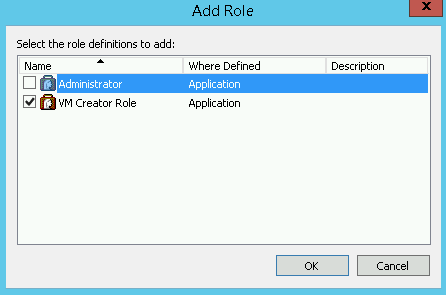 Add Role
Select the role definitions to add:
Name Where Defined Description
Administrator Application
VM Creator Role Application
OK Cancel